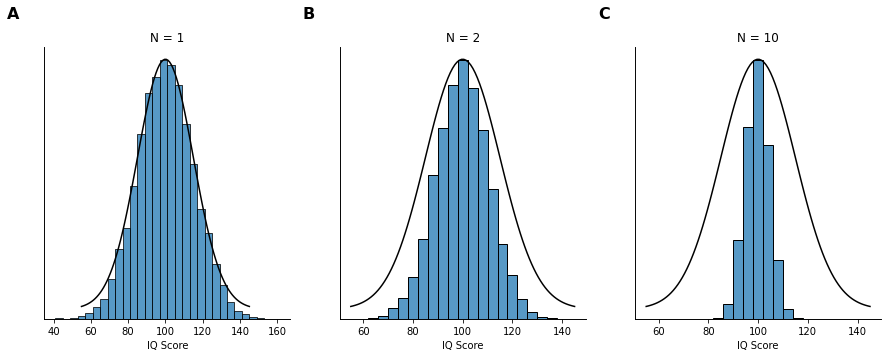 A
B
C
N = 1
N = 2
N = 10
40 60 80 100 120 140 160
60 80 100 120 140
60 80 100 120 140
IQ Score
IQ Score
IQ Score